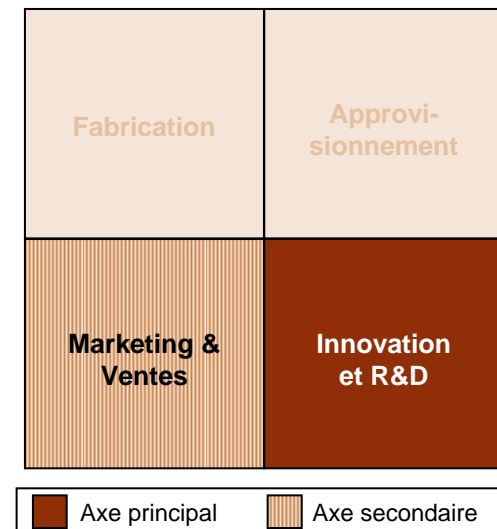 Fabrication
Approvi-
sionnement
Marketing &
Ventes
Innovation
et R&D
Axe principal
Axe secondaire